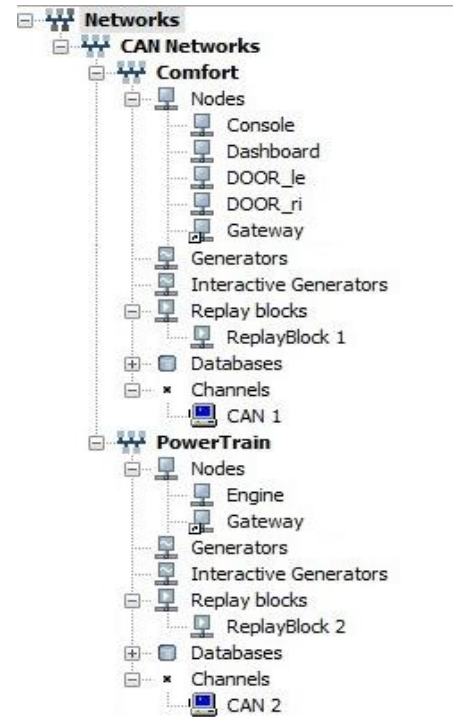 Networks
CAN Networks
Comfort
Nodes
Console
Dashboard
DOOR_le
DOOR_ri
Gateway
Generators
Interactive Generators
Replay blocks
ReplayBlock 1
Databases
Channels
CAN 1
PowerTrain
Nodes
Engine
Gateway
Generators
Interactive Generators
Replay blocks
ReplayBlock 2
Databases
Channels
CAN 2